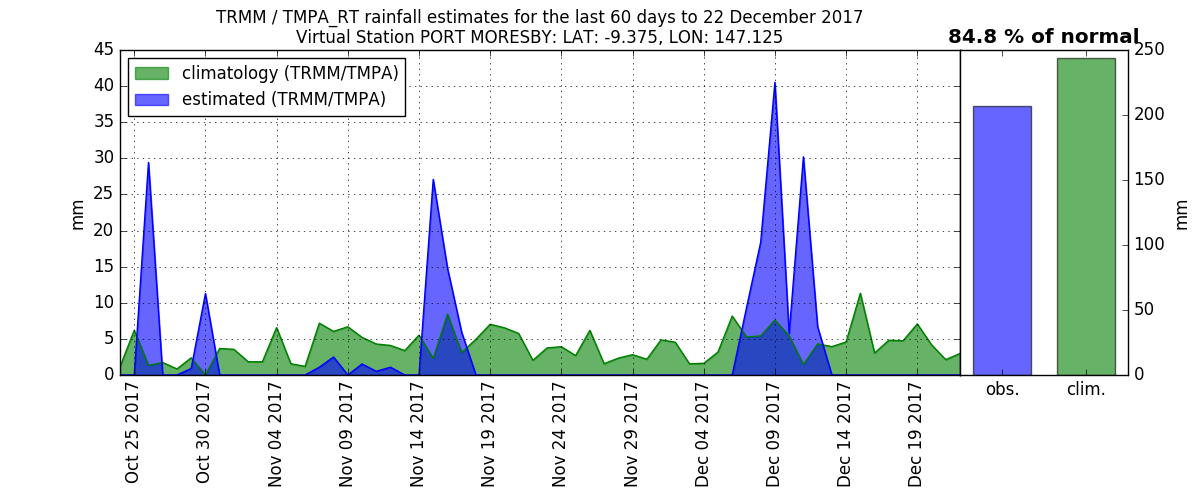 TRMM / TMPA_RT rainfall estimates for the last 60 days to 22 December 2017
Virtual Station PORT MORESBY: LAT: -9.375, LON: 147.125
84.8 % of normal
climatology (TRMM/TMPA)
estimated (TRMM/TMPA)
mm
45
40
35
30
25
20
15
10
5
0
Oct 25 2017
Oct 30 2017
Nov 04 2017
Nov 09 2017
Nov 14 2017
Nov 19 2017
Nov 24 2017
Nov 29 2017
Dec 04 2017
Dec 09 2017
Dec 14 2017
Dec 19 2017
obs.
clim.
250
200
150
100
50
0
mm